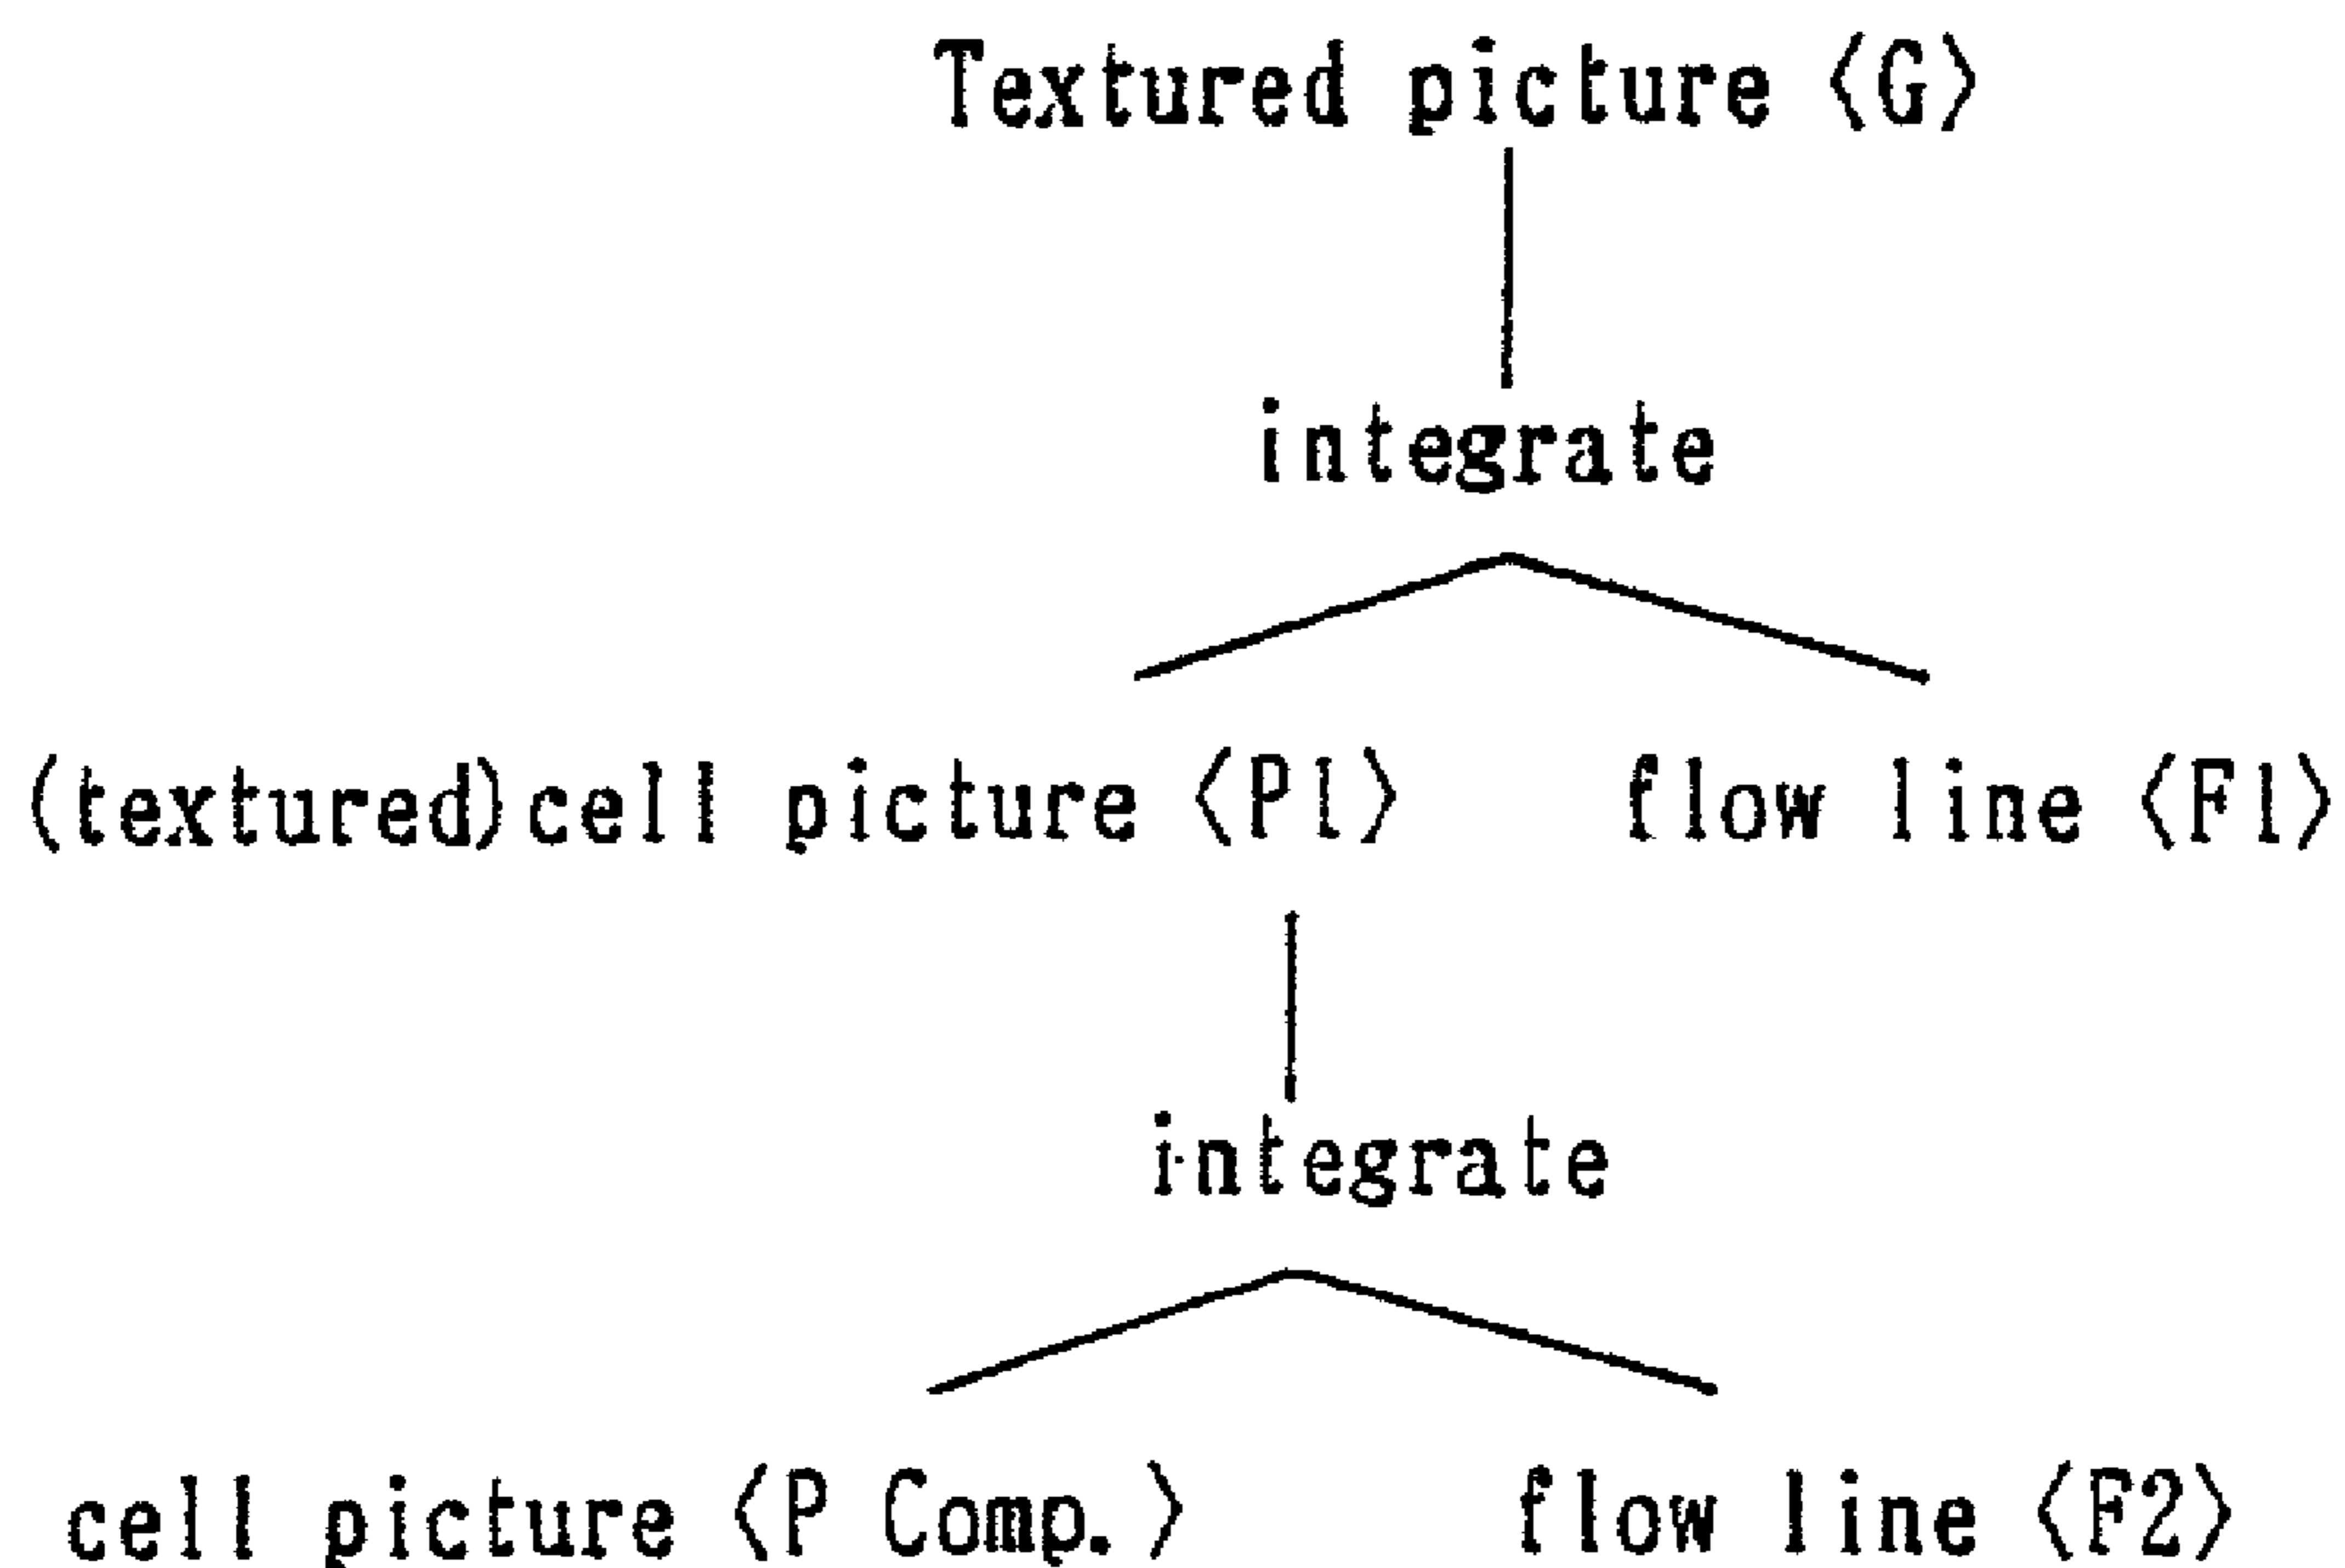 Textured picture 〈G〉
integrate
(textured)cell picture 〈P1〉 flow line 〈F1〉
integrate
cell picture 〈P Comp. 〉 flow line 〈F2〉